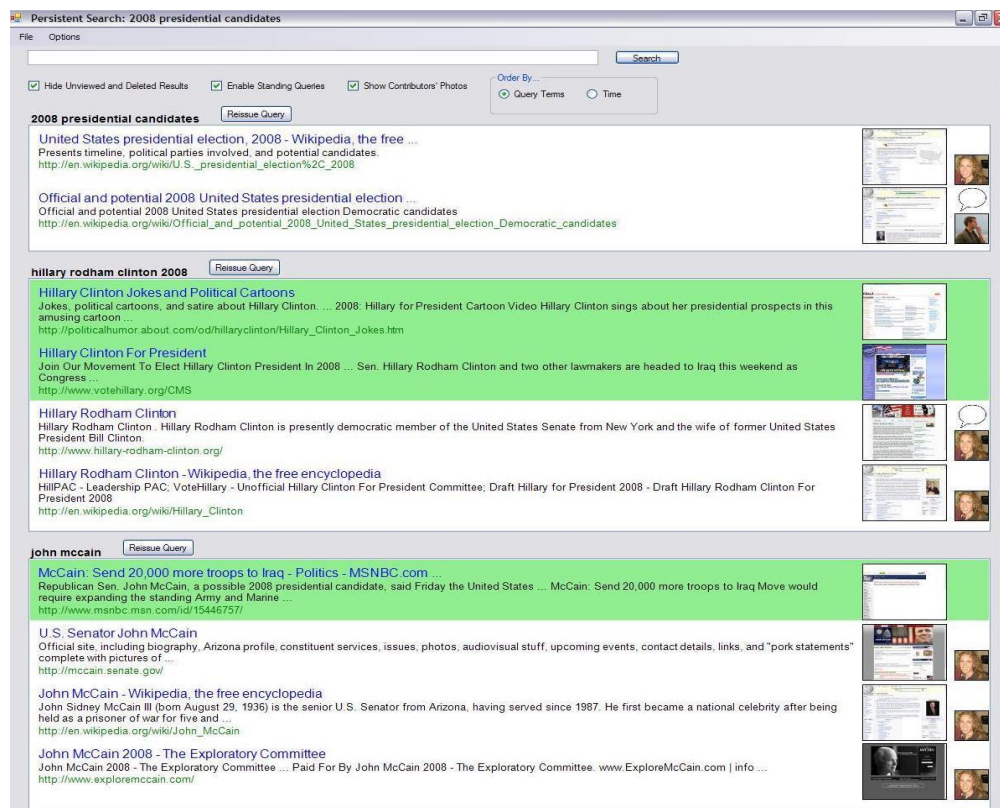 Persistent Search: 2008 presidential candidates
File Options
Search
Hide Unviewed and Deleted Results Enable Standing Queries Show Contributors' Photos Order By... Query Terms Time
2008 presidential candidates Reissue Query
United States presidential election, 2008 - Wikipedia, the free ...
Presents timeline, political parties involved, and potential candidates.
http://en.wikipedia.org/wiki/U.S._presidential_election%2C_2008
Official and potential 2008 United States presidential election ...
Official and potential 2008 United States presidential election Democratic candidates
http://en.wikipedia.org/wiki/Official_and_potential_2008_United_States_presidential_election_Democratic_candidates
hillary rodham clinton 2008 Reissue Query
Hillary Clinton Jokes and Political Cartoons
Jokes, political cartoons, and satire about Hillary Clinton. ... 2008: Hillary for President Cartoon Video Hillary Clinton sings about her presidential prospects in this
amusing cartoon ...
http://politicalhumor.about.com/od/hillaryclinton/Hillary_Clinton_Jokes.htm
Hillary Clinton For President
Join Our Movement To Elect Hillary Clinton President In 2008 ... Sen. Hillary Rodham Clinton and two other lawmakers are headed to Iraq this weekend as
Congress ...
http://www.votehillary.org/CMS
Hillary Rodham Clinton
Hillary Rodham Clinton . Hillary Rodham Clinton is presently democratic member of the United States Senate from New York and the wife of former United States
President Bill Clinton.
http://www.hillary-rodham-clinton.org/
Hillary Rodham Clinton - Wikipedia, the free encyclopedia
HillPAC - Leadership PAC; VoteHillary - Unofficial Hillary Clinton For President Committee; Draft Hillary for President 2008 - Draft Hillary Rodham Clinton For
President 2008
http://en.wikipedia.org/wiki/Hillary_Clinton
john mccain Reissue Query
McCain: Send 20,000 more troops to Iraq - Politics - MSNBC.com ...
Republican Sen. John McCain, a possible 2008 presidential candidate, said Friday the United States ... McCain: Send 20,000 more troops to Iraq Move would
require expanding the standing Army and Marine ...
http://www.msnbc.msn.com/id/15446757/
U.S. Senator John McCain
Official site, including biography, Arizona profile, constituent services, issues, photos, audiovisual stuff, upcoming events, contact details, links, and "pork statements"
complete with pictures of ...
http://mccain.senate.gov/
John McCain - Wikipedia, the free encyclopedia
John Sidney McCain III (born August 29, 1936) is the senior U.S. Senator from Arizona, having served since 1987. He first became a national celebrity after being
held as a prisoner of war for five and ...
http://en.wikipedia.org/wiki/John_McCain
John McCain 2008 - The Exploratory Committee
John McCain 2008 - The Exploratory Committee ... Paid For By John McCain 2008 - The Exploratory Committee. www.ExploreMcCain.com | info ...
http://www.exploremccain.com/